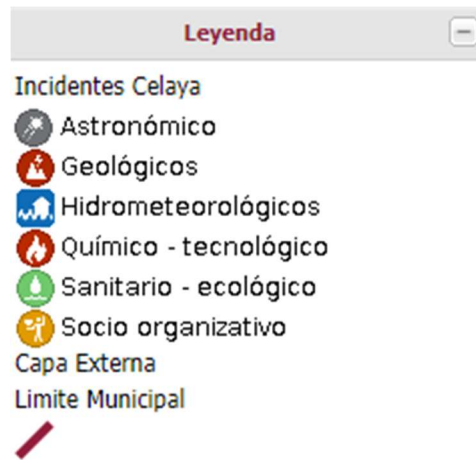 Leyenda
Incidentes Celaya
Astronómico
Geológicos
Hidrometeorológicos
Químico - tecnológico
Sanitario - ecológico
Socio organizativo
Capa Externa
Limite Municipal